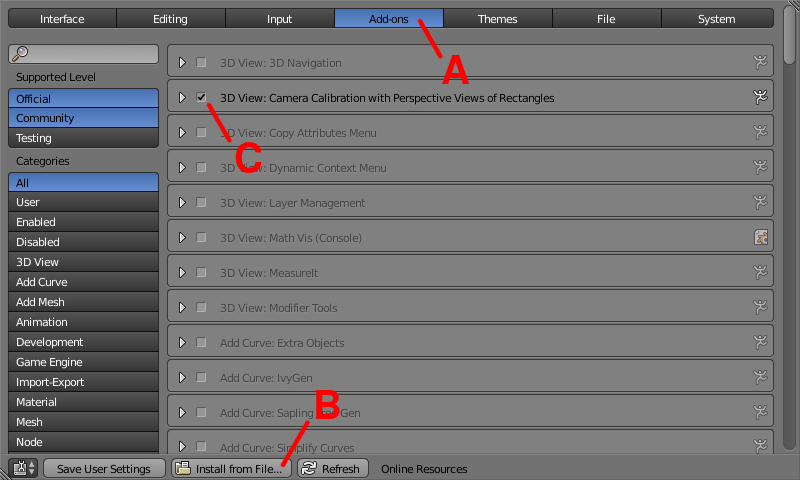 Interface Editing Input Add-ons Themes File System
A
Supported Level
Official
Community
Testing
Categories
All
User
Enabled
Disabled
3D View
Add Curve
Add Mesh
Animation
Development
Game Engine
Import-Export
Material
Mesh
Node
3D View: 3D Navigation
3D View: Camera Calibration with Perspective Views of Rectangles
C
3D View: Copy Attributes Menu
3D View: Dynamic Context Menu
3D View: Layer Management
3D View: Math Vis (Console)
3D View: MeasureIt
3D View: Modifier Tools
Add Curve: Extra Objects
Add Curve: IvyGen
B
Add Curve: Sapling Gen
Add Curve: Simplify Curves
Save User Settings Install from File... Refresh Online Resources